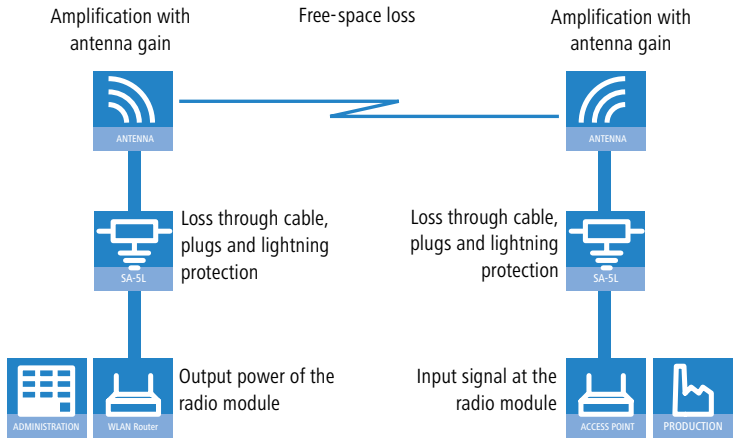 Amplification with
antenna gain
Free-space loss
Amplification with
antenna gain
ANTENNA
ANTENNA
Loss through cable,
plugs and lightning
protection
Loss through cable,
plugs and lightning
protection
SA-5L
SA-5L
Output power of the
radio module
Input signal at the
radio module
ADMINISTRATION
WLAN Router
ACCESS POINT
PRODUCTION